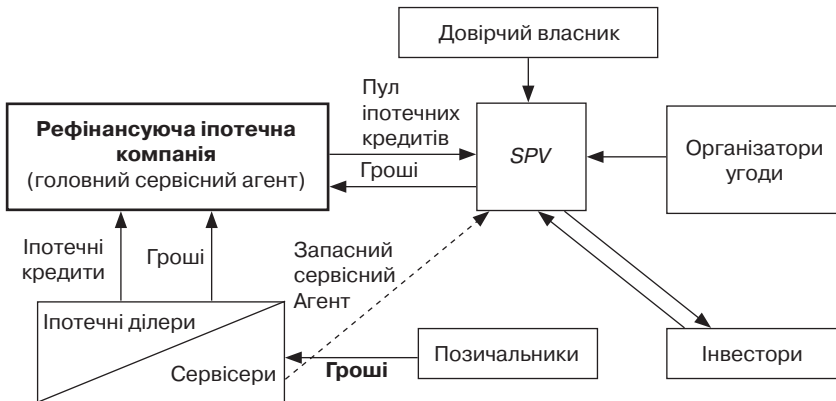 Довірчий власник
Рефінансуюча іпотечна
компанія
(головний сервісний агент)
Пул
іпотечних
кредитів
Гроші
SPV
Організатори
угоди
Іпотечні
кредити
Гроші
Запасний
сервісний
Агент
Іпотечні ділери
Сервісери
Гроші
Позичальники
Інвестори